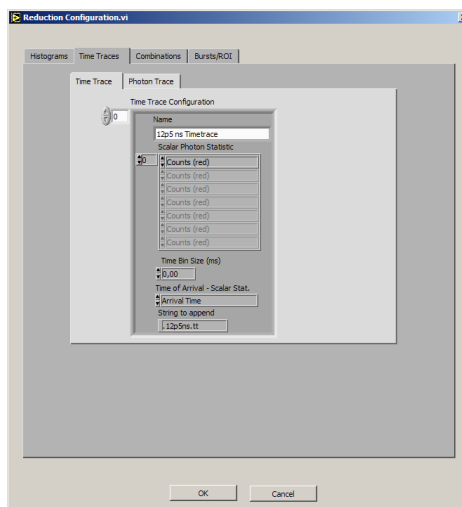 Reduction Configuration.vi
Histograms Time Traces Combinations Bursts/ROI
Time Trace Photon Trace
Time Trace Configuration
0
Name
12p5 ns Timetrace
Scalar Photon Statistic
0
Counts (red)
Counts (red)
Counts (red)
Counts (red)
Counts (red)
Counts (red)
Counts (red)
Time Bin Size (ms)
0,00
Time of Arrival - Scalar Stat.
Arrival Time
String to append
.12p5ns.tt
OK Cancel